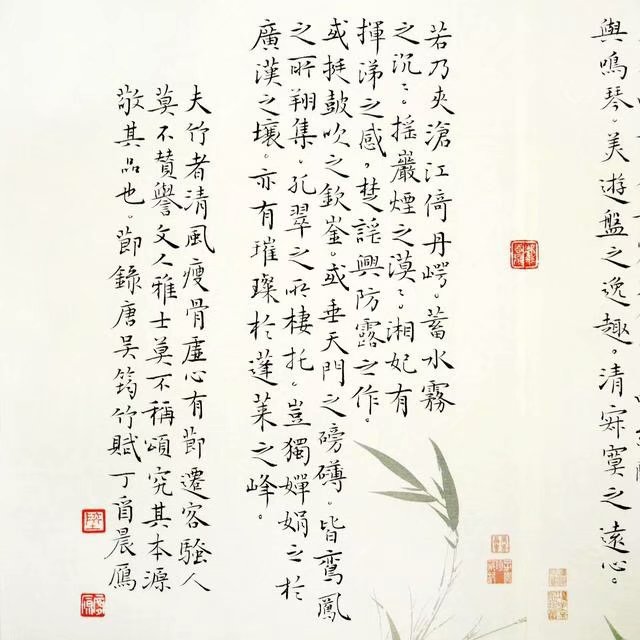 與鳴琴。美遊盤之逸趣，清寂寞之遠心。
若乃夾滄江倚丹崿。蓄水霧
之沉〻。搖巖煙之漠〻。湘妃有
揮涕之感，楚謠興防露之作。
或挺鼓吹之欽崟。或垂天門之磅礴。皆鸞鳳
之所翔集。孔翠之所棲托。豈獨嬋娟之於
廣漢之壤。亦有璀璨於蓬萊之峰。
夫竹者清風瘦骨虛心有節遷客騷人
莫不贊譽文人雅士莫不稱頌究其本源
敬其品也。節錄唐吳筠竹賦丁酉晨鴈